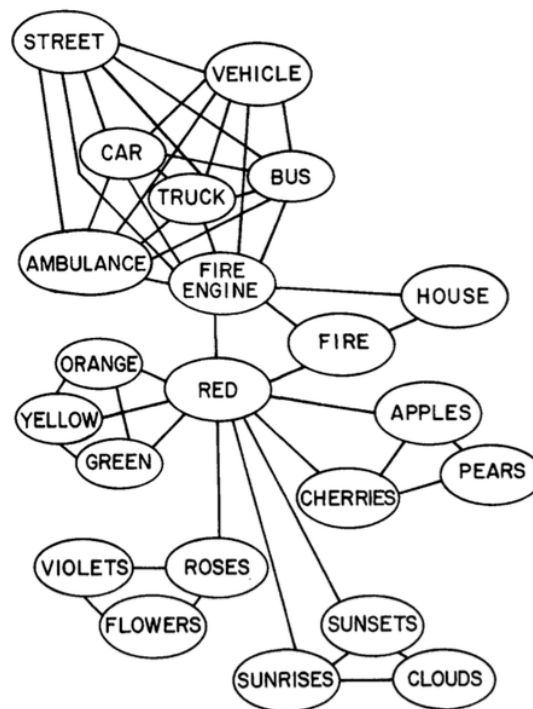 STREET
VEHICLE
CAR
BUS
TRUCK
AMBULANCE
FIRE
ENGINE
HOUSE
FIRE
ORANGE
RED
YELLOW
APPLES
GREEN
PEARS
CHERRIES
VIOLETS
ROSES
FLOWERS
SUNSETS
SUNRISES
CLOUDS